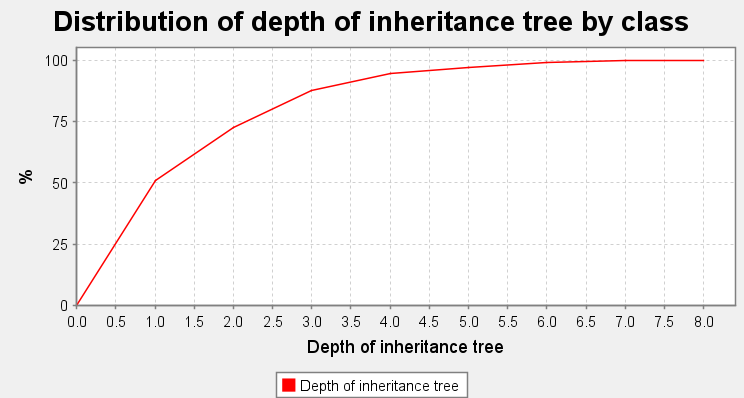 Distribution of depth of inheritance tree by class
100
75
50
25
0
%
0.0 0.5 1.0 1.5 2.0 2.5 3.0 3.5 4.0 4.5 5.0 5.5 6.0 6.5 7.0 7.5 8.0
Depth of inheritance tree
Depth of inheritance tree